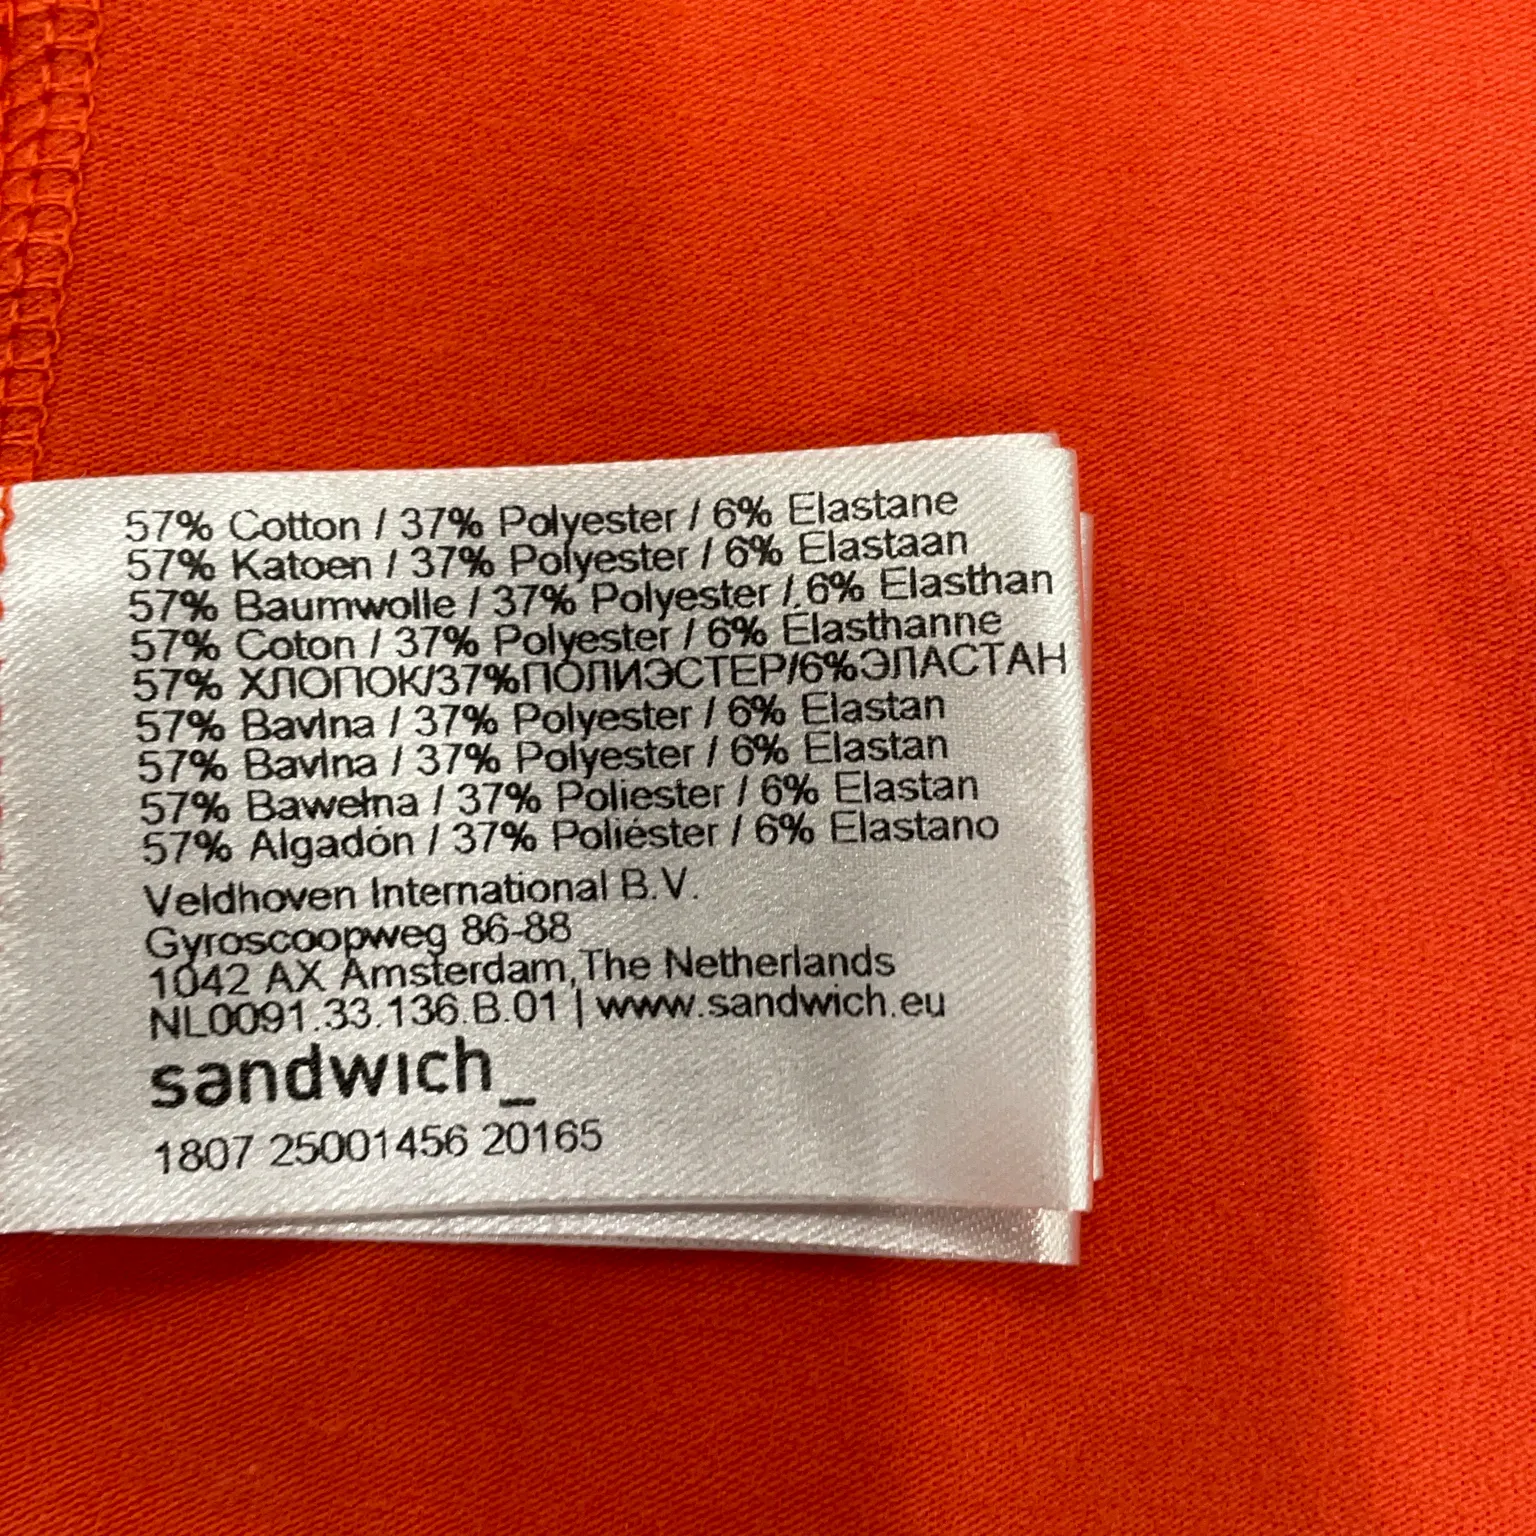 57% Cotton / 37% Polyester / 6% Elastane
57% Katoen / 37% Polyester / 6% Elastaan
57% Baumwolle / 37% Polyester / 6% Elasthan
57% Coton / 37% Polyester / 6% Élasthanne
57% ХЛОПОК/37%ПОЛИЭСТЕР/6%ЭЛАСТАН
57% Bavlna / 37% Polyester / 6% Elastan
57% Bavlna / 37% Polyester / 6% Elastan
57% Bawełna / 37% Poliester / 6% Elastan
57% Algadón / 37% Poliéster / 6% Elastano
Veldhoven International B.V.
Gyroscoopweg 86-88
1042 AX Amsterdam,The Netherlands
NL0091.33.136.B.01 | www.sandwich.eu
sandwich_
1807 25001456 20165